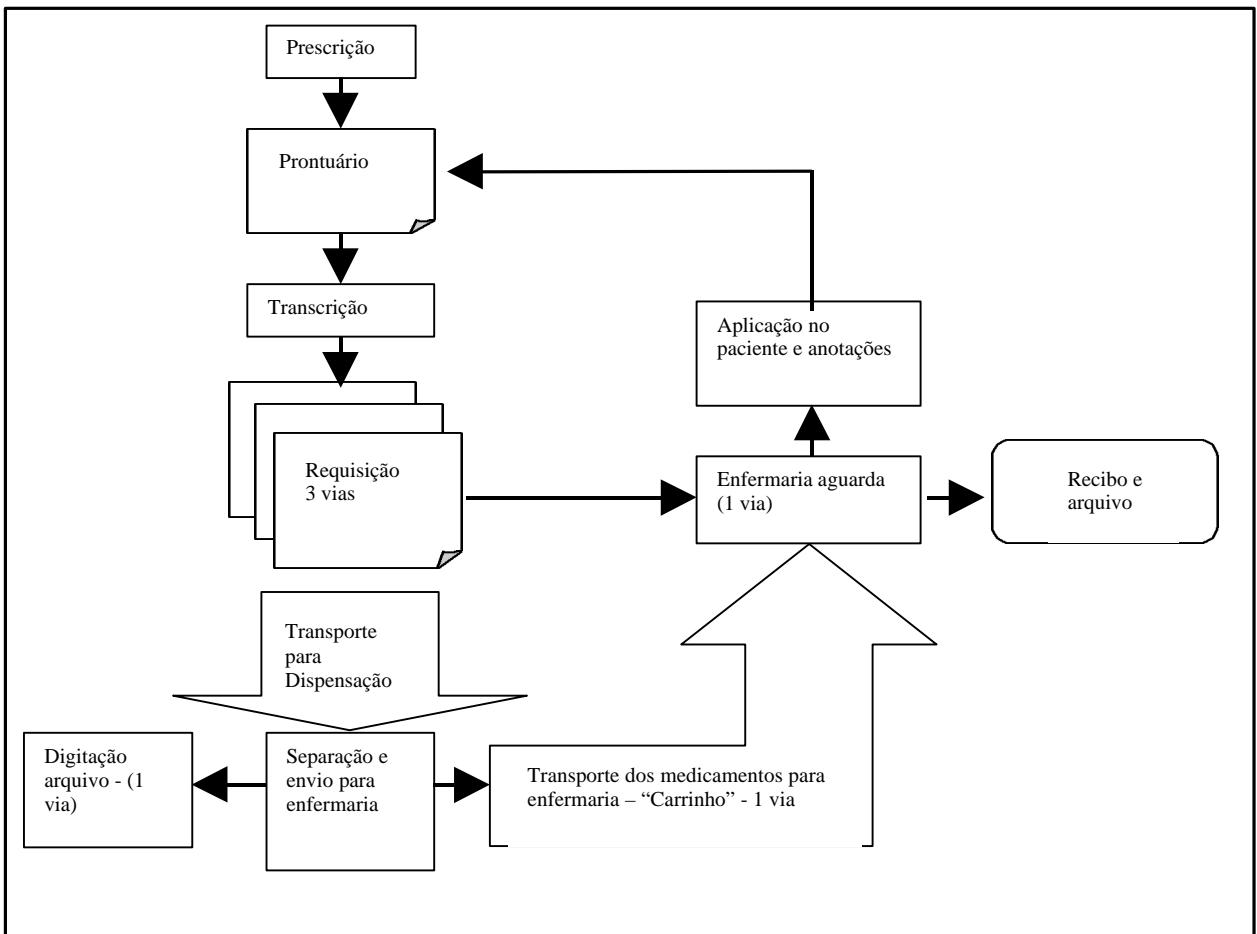 Prescrição
Prontuário
Transcrição
Aplicação no
paciente e anotações
Requisição
3 vias
Enfermaria aguarda
(1 via)
Recibo e
arquivo
Transporte
para
Dispensação
Digitação
arquivo - (1
via)
Separação e
envio para
enfermaria
Transporte dos medicamentos para
enfermaria – “Carrinho” - 1 via